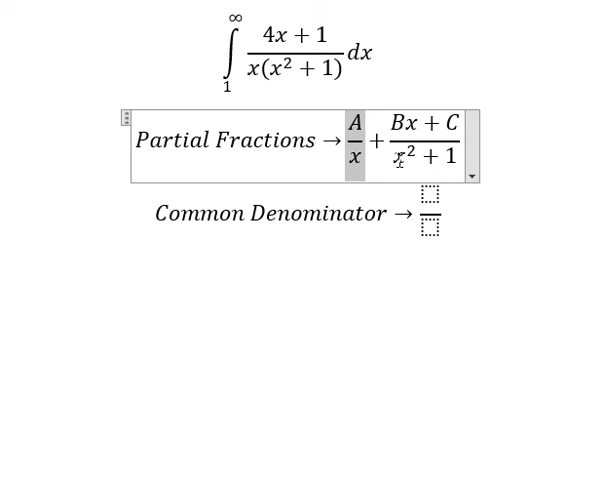 ∫₁^∞ (4x + 1)/(x(x² + 1)) dx
Partial Fractions → A/x + (Bx + C)/(x² + 1)
Common Denominator → ⬚/⬚